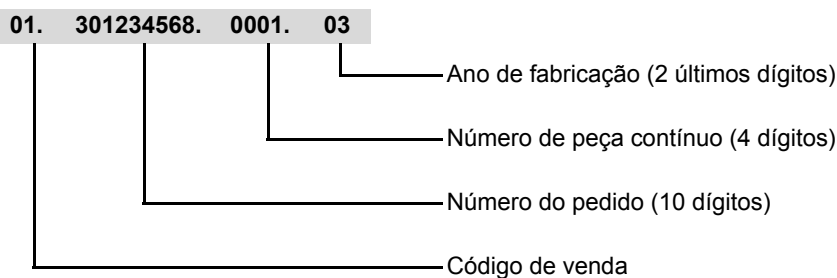 01. 301234568. 0001. 03
Ano de fabricação (2 últimos dígitos)
Número de peça contínuo (4 dígitos)
Número do pedido (10 dígitos)
Código de venda